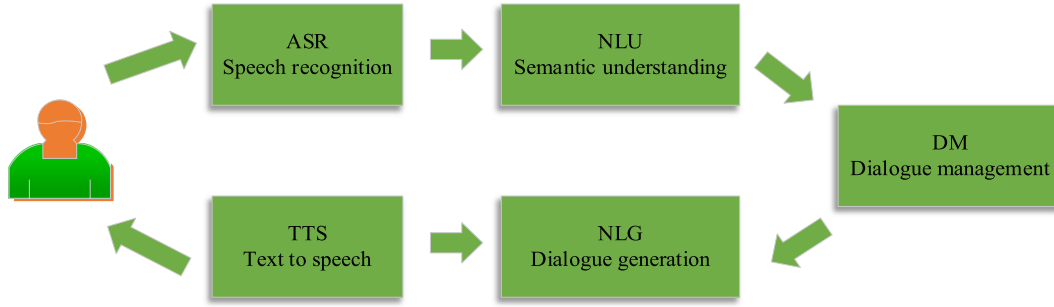 ASR
Speech recognition
NLU
Semantic understanding
DM
Dialogue management
TTS
Text to speech
NLG
Dialogue generation